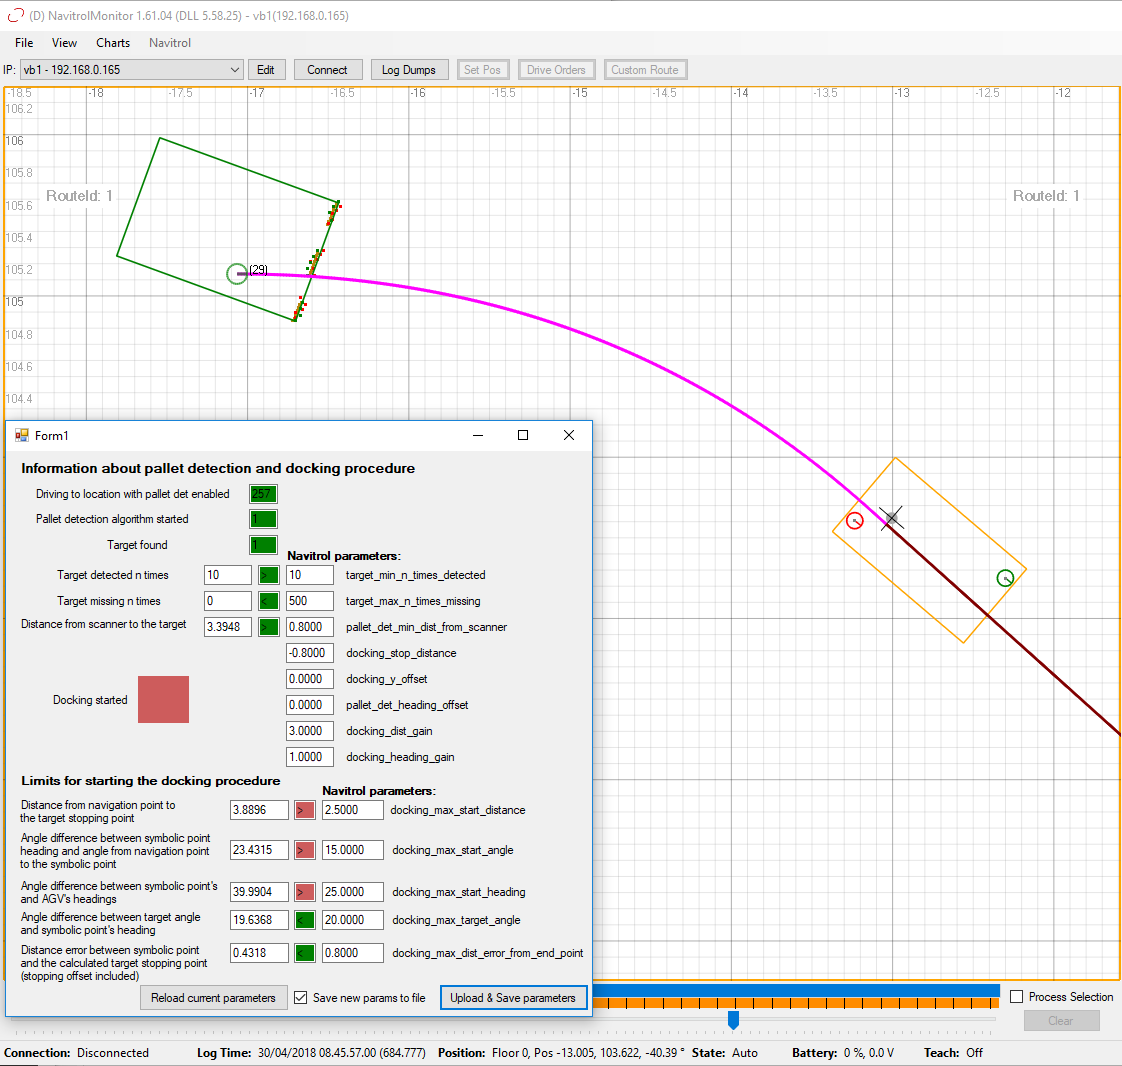 (D) NavitrolMonitor 1.61.04 (DLL 5.58.25) - vb1(192.168.0.165)
File View Charts Navitrol
IP: vb1 - 192.168.0.165 Edit Connect Log Dumps Set Pos Drive Orders Custom Route
-18.5 -18 -17.5 -17 -16.5 -16 -15.5 -15 -14.5 -14 -13.5 -13 -12.5 -12
106.2
106
105.8
RouteId: 1 RouteId: 1
105.6
105.4
105.2 (29)
105
104.8
104.6
104.4
Form1
Information about pallet detection and docking procedure
Driving to location with pallet det enabled 257
Pallet detection algorithm started 1
Target found 1
Navitrol parameters:
Target detected n times 10 > 10 target_min_n_times_detected
Target missing n times 0 < 500 target_max_n_times_missing
Distance from scanner to the target 3.3948 > 0.8000 pallet_det_min_dist_from_scanner
-0.8000 docking_stop_distance
0.0000 docking_y_offset
Docking started 0.0000 pallet_det_heading_offset
3.0000 docking_dist_gain
1.0000 docking_heading_gain
Limits for starting the docking procedure
Navitrol parameters:
Distance from navigation point to
the target stopping point 3.8896 > 2.5000 docking_max_start_distance
Angle difference between symbolic point
heading and angle from navigation point 23.4315 > 15.0000 docking_max_start_angle
to the symbolic point
Angle difference between symbolic point's
and AGV's headings 39.9904 > 25.0000 docking_max_start_heading
Angle difference between target angle
and symbolic point's heading 19.6368 < 20.0000 docking_max_target_angle
Distance error between symbolic point
and the calculated target stopping point 0.4318 < 0.8000 docking_max_dist_error_from_end_point
(stopping offset included)
Reload current parameters Save new params to file Upload & Save parameters
Process Selection
Clear
Connection: Disconnected Log Time: 30/04/2018 08.45.57.00 (684.777) Position: Floor 0, Pos -13.005, 103.622, -40.39 ° State: Auto Battery: 0 %, 0.0 V Teach: Off